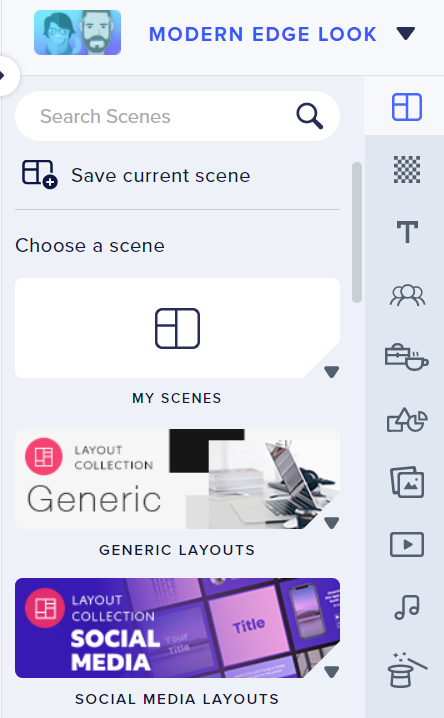 MODERN EDGE LOOK
Search Scenes
Save current scene
Choose a scene
MY SCENES
LAYOUT
COLLECTION
Generic
GENERIC LAYOUTS
LAYOUT
COLLECTION
SOCIAL
MEDIA
Your
Title
Title
SOCIAL MEDIA LAYOUTS